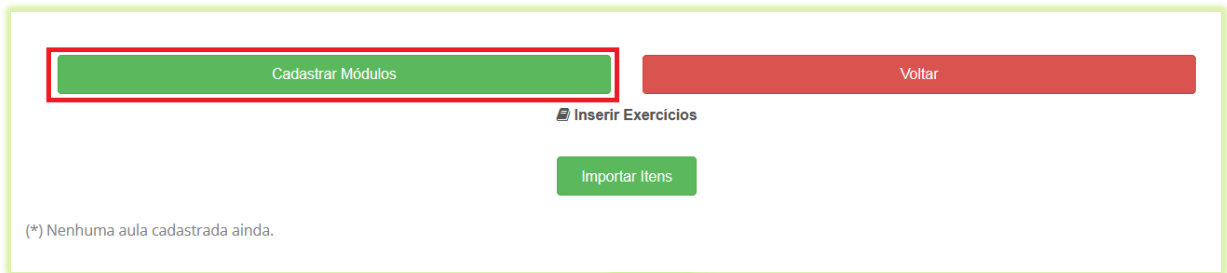 Cadastrar Módulos
Voltar
Inserir Exercícios
Importar Itens
(*) Nenhuma aula cadastrada ainda.